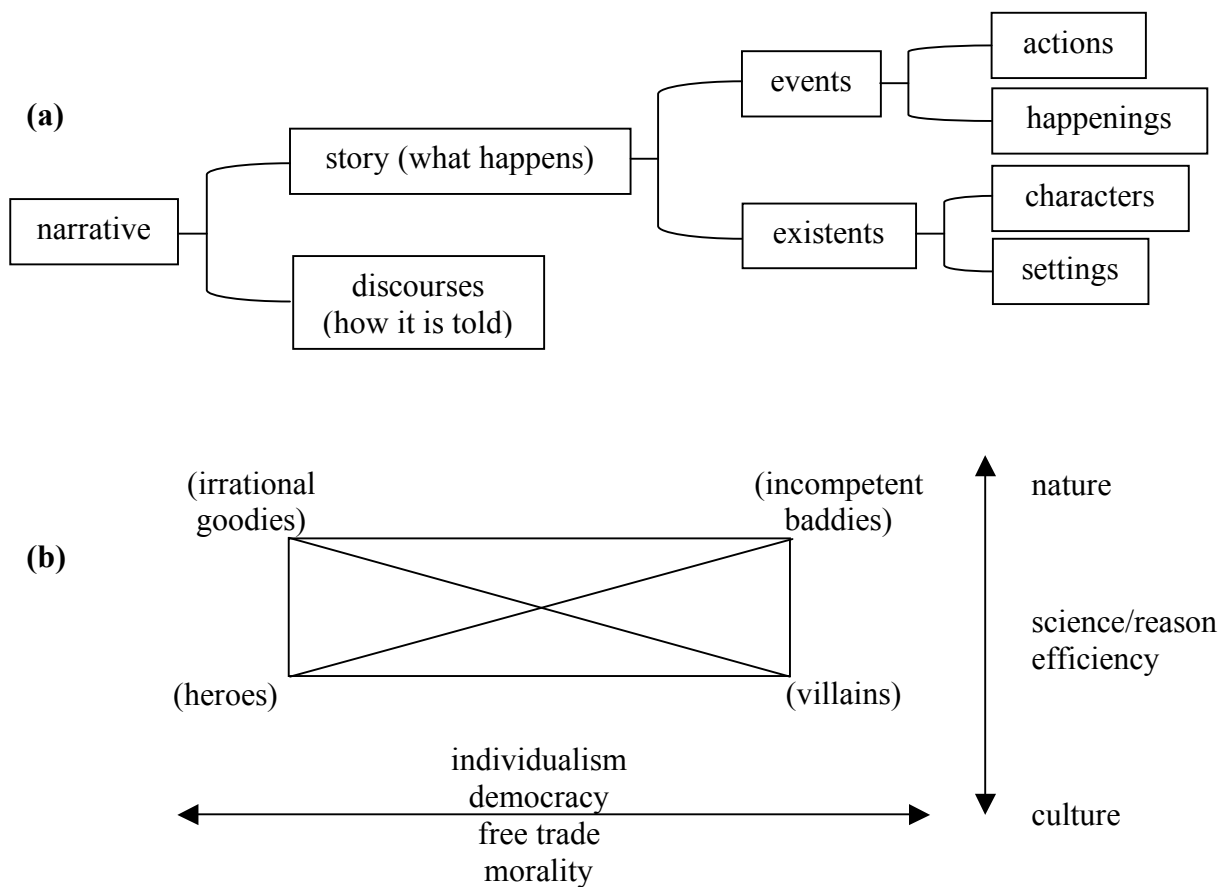 (a)
narrative
story (what happens)
discourses
(how it is told)
events
existents
actions
happenings
characters
settings
(b)
(irrational
goodies)
(incompetent
baddies)
(heroes)
(villains)
individualism
democracy
free trade
morality
nature
science/reason
efficiency
culture